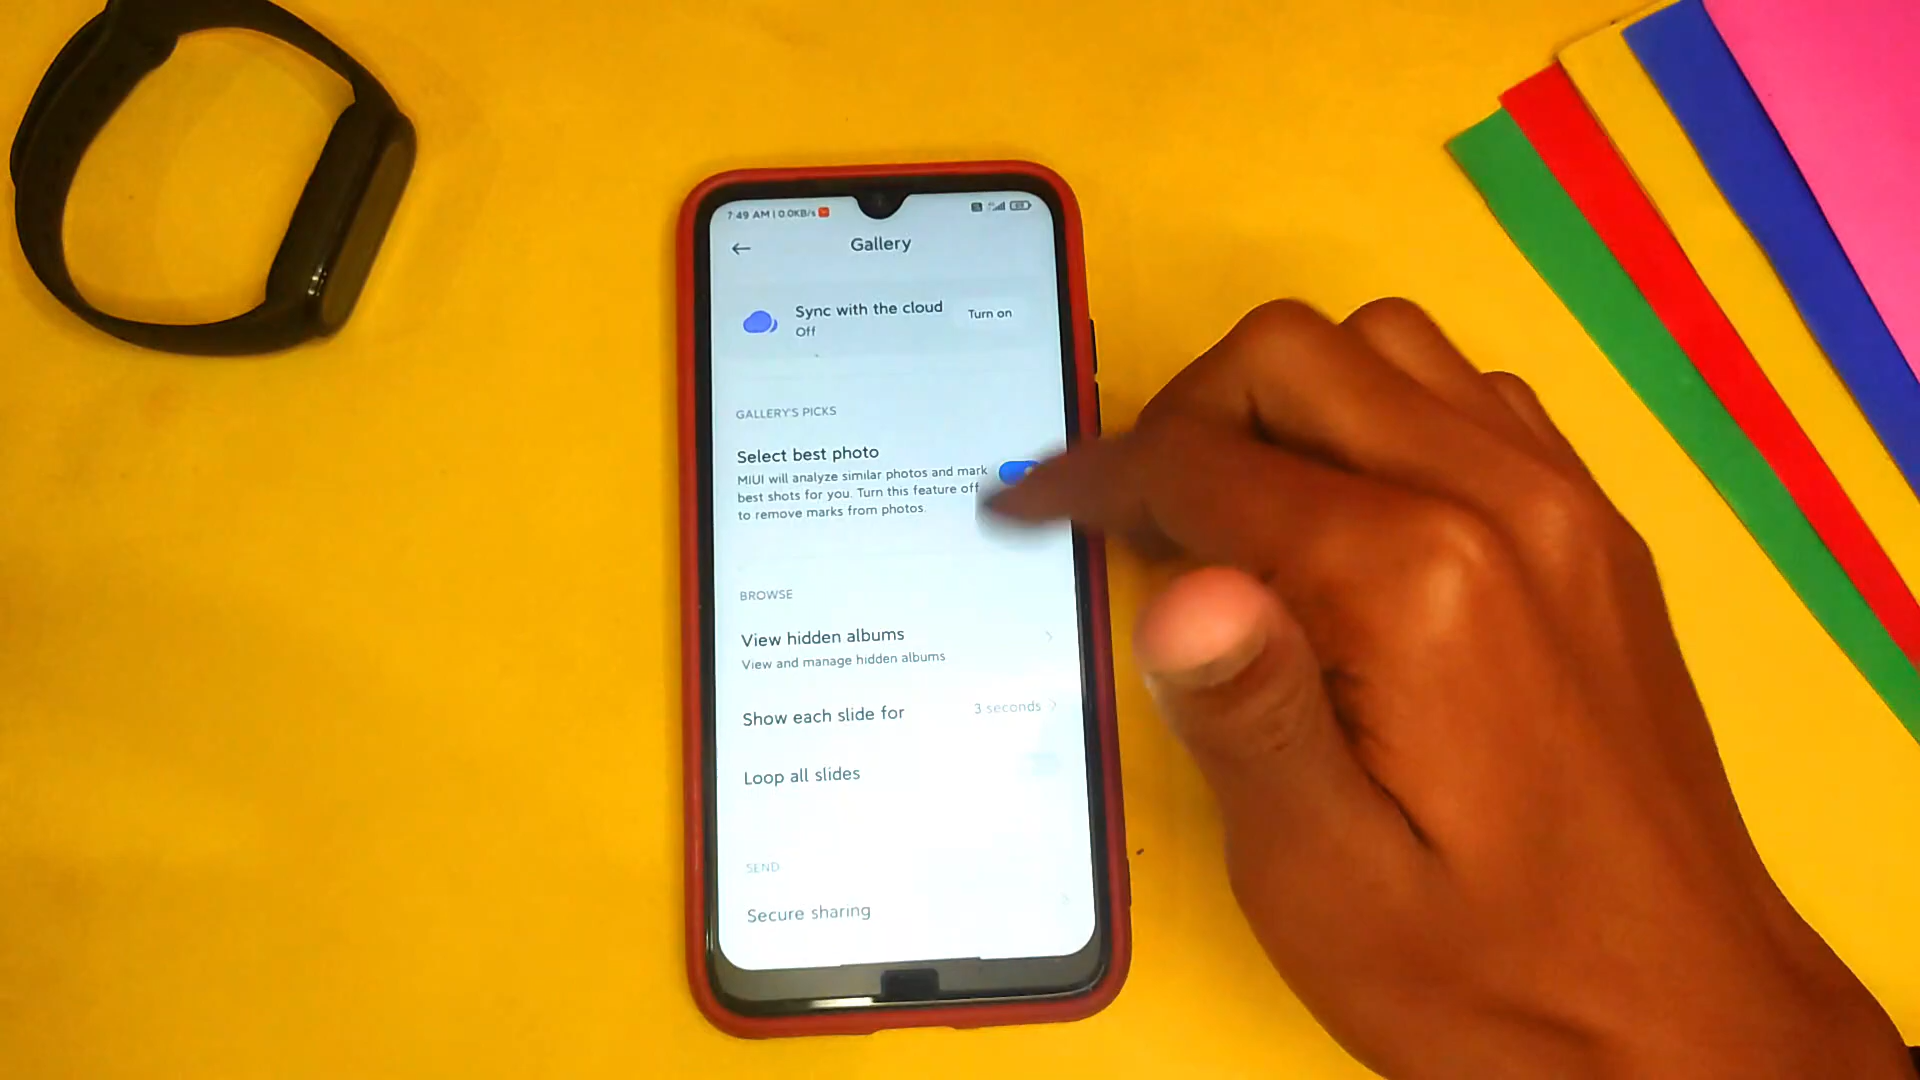 7:49 AM | 0.0KB/s
Gallery
Sync with the cloud
Off
Turn on
GALLERY'S PICKS
Select best photo
MIUI will analyze similar photos and mark
best shots for you. Turn this feature off
to remove marks from photos.
BROWSE
View hidden albums
View and manage hidden albums
Show each slide for
3 seconds
Loop all slides
SEND
Secure sharing